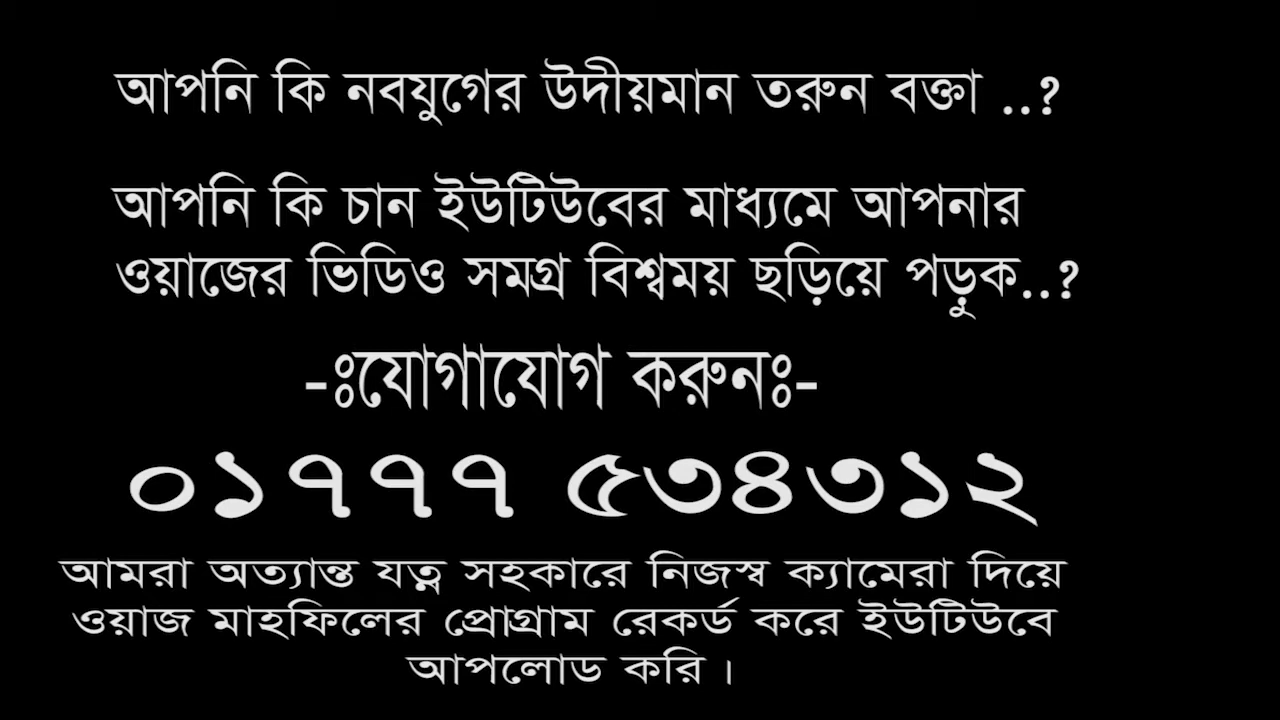 আপনি কি নবযুগের উদীয়মান তরুন বক্তা ..?
আপনি কি চান ইউটিউবের মাধ্যমে আপনার
ওয়াজের ভিডিও সমগ্র বিশ্বময় ছড়িয়ে পড়ুক..?
-ঃযোগাযোগ করুনঃ-
০১৭৭৭ ৫৩৪৩১২
আমরা অত্যান্ত যত্ন সহকারে নিজস্ব ক্যামেরা দিয়ে
ওয়াজ মাহফিলের প্রোগ্রাম রেকর্ড করে ইউটিউবে
আপলোড করি ।